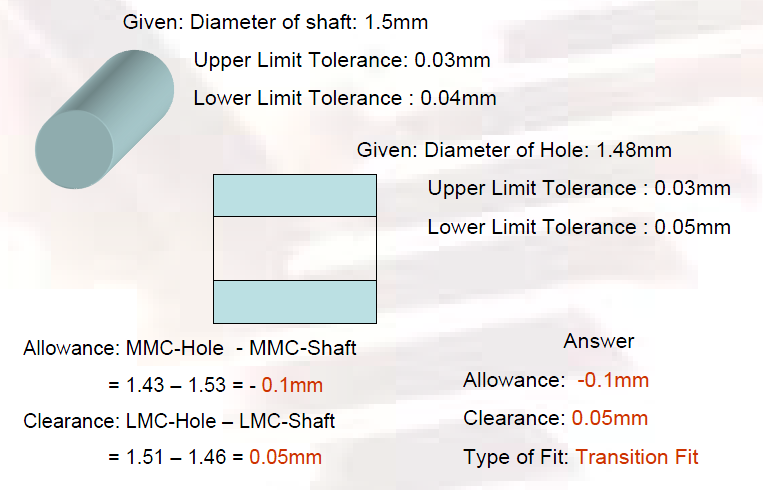 Given: Diameter of shaft: 1.5mm
Upper Limit Tolerance: 0.03mm
Lower Limit Tolerance : 0.04mm
Given: Diameter of Hole: 1.48mm
Upper Limit Tolerance : 0.03mm
Lower Limit Tolerance : 0.05mm
Allowance: MMC-Hole - MMC-Shaft
= 1.43 – 1.53 = - 0.1mm
Clearance: LMC-Hole – LMC-Shaft
= 1.51 – 1.46 = 0.05mm
Answer
Allowance: -0.1mm
Clearance: 0.05mm
Type of Fit: Transition Fit